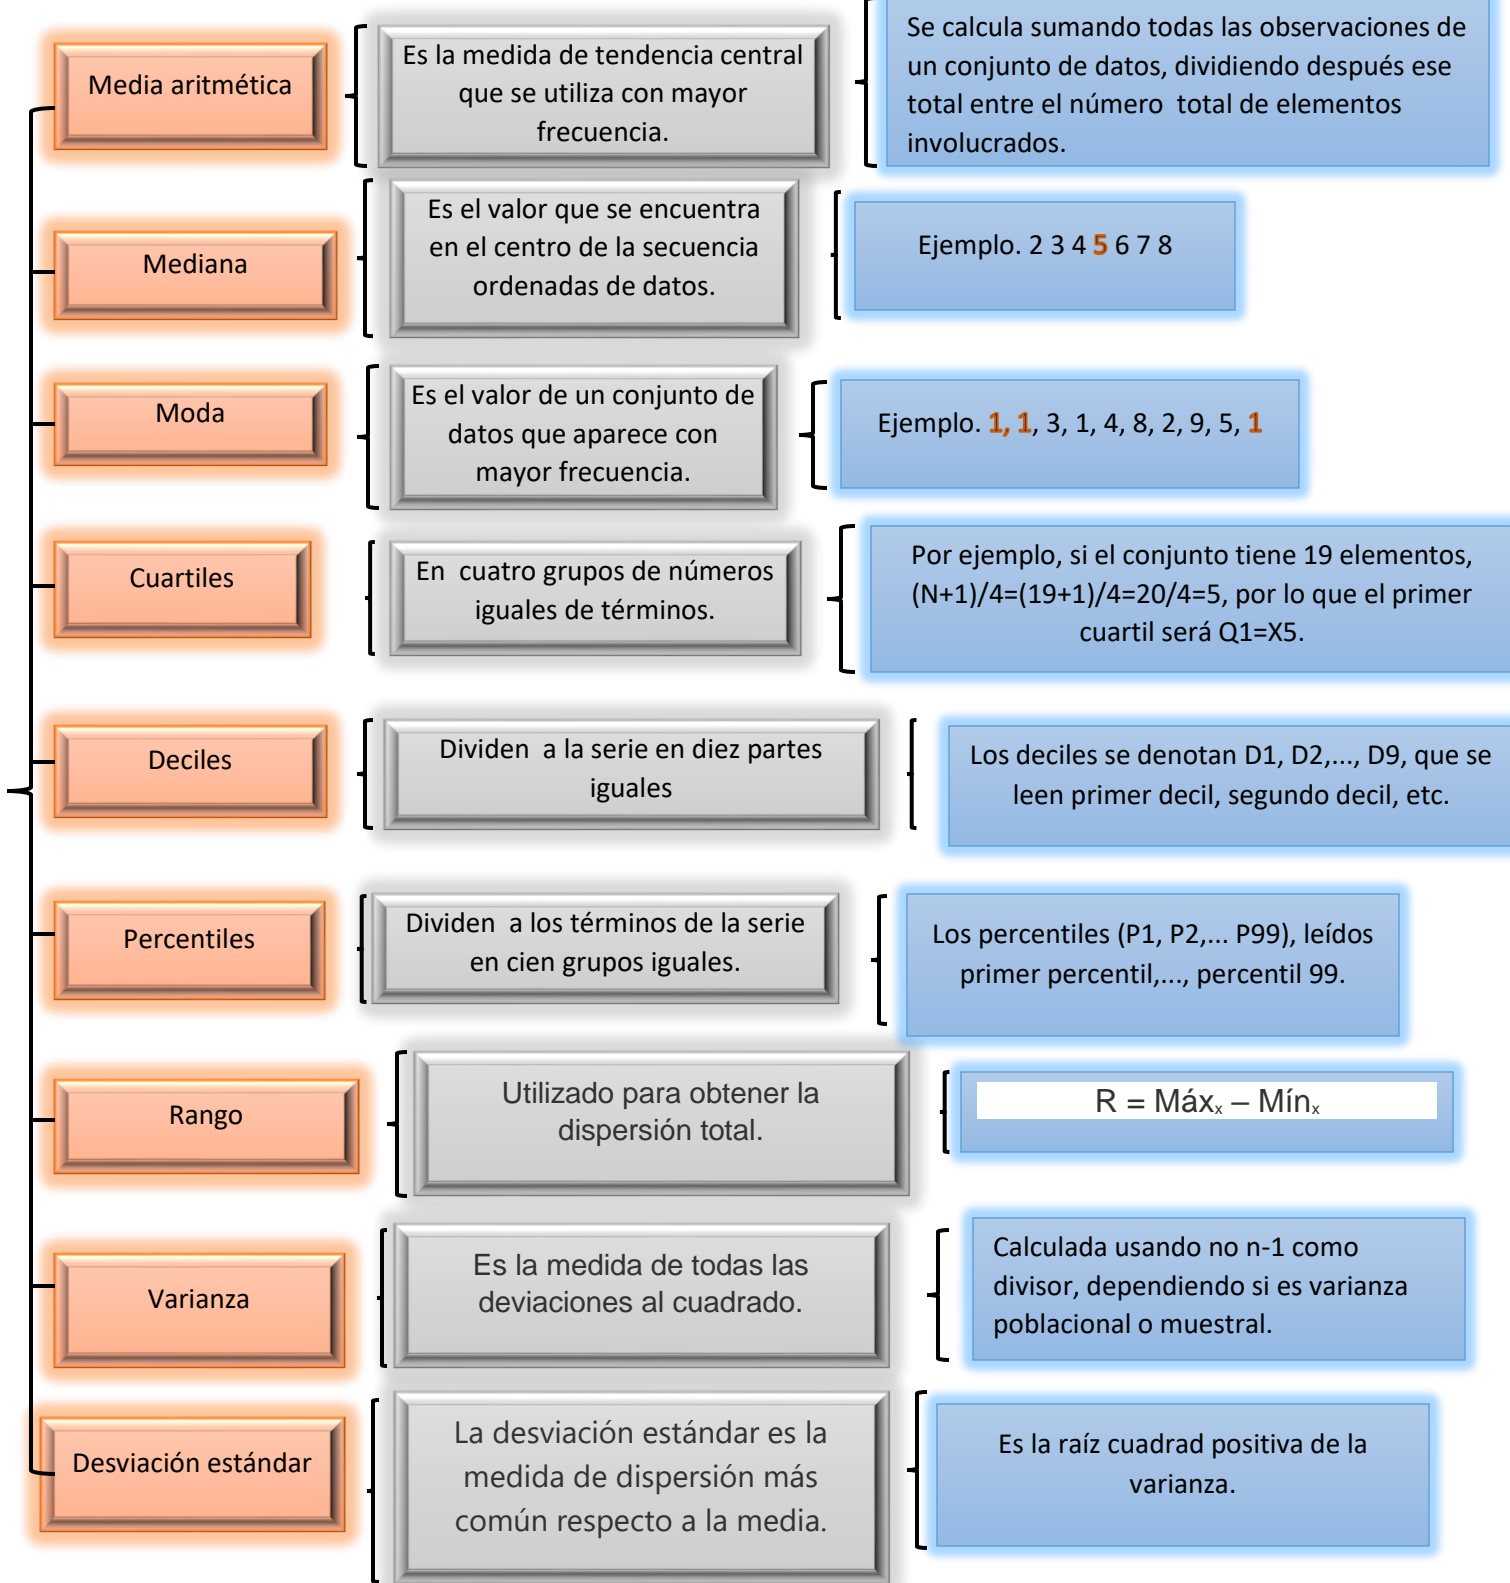 Media aritmética
Es la medida de tendencia central
que se utiliza con mayor
frecuencia.
Se calcula sumando todas las observaciones de
un conjunto de datos, dividiendo después ese
total entre el número  total de elementos
involucrados.
Mediana
Es el valor que se encuentra
en el centro de la secuencia
ordenadas de datos.
Ejemplo. 2 3 4 5 6 7 8
Moda
Es el valor de un conjunto de
datos que aparece con
mayor frecuencia.
Ejemplo. 1, 1, 3, 1, 4, 8, 2, 9, 5, 1
Cuartiles
En  cuatro grupos de números
iguales de términos.
Por ejemplo, si el conjunto tiene 19 elementos,
(N+1)/4=(19+1)/4=20/4=5, por lo que el primer
cuartil será Q1=X5.
Deciles
Dividen  a la serie en diez partes
iguales
Los deciles se denotan D1, D2,..., D9, que se
leen primer decil, segundo decil, etc.
Percentiles
Dividen  a los términos de la serie
en cien grupos iguales.
Los percentiles (P1, P2,... P99), leídos
primer percentil,..., percentil 99.
Rango
Utilizado para obtener la
dispersión total.
R = Máxₓ – Mínₓ
Varianza
Es la medida de todas las
deviaciones al cuadrado.
Calculada usando no n-1 como
divisor, dependiendo si es varianza
poblacional o muestral.
Desviación estándar
La desviación estándar es la
medida de dispersión más
común respecto a la media.
Es la raíz cuadrad positiva de la
varianza.